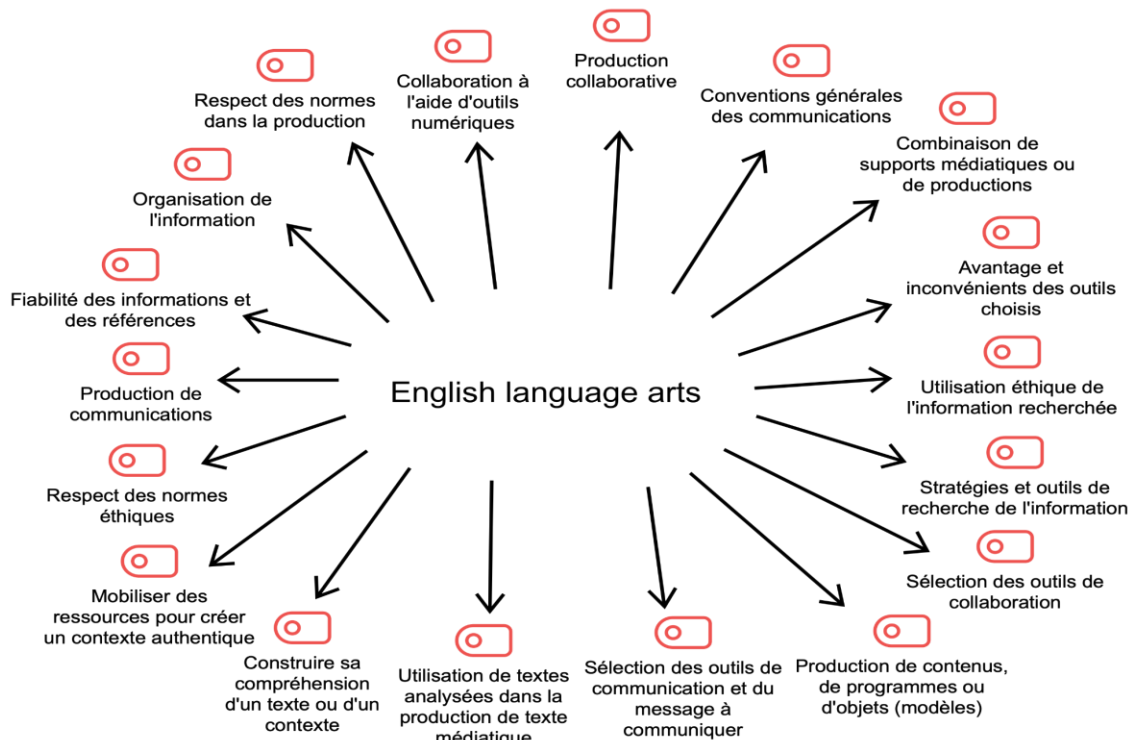 Production
collaborative
Collaboration à
l'aide d'outils
numériques
Respect des normes
dans la production
Conventions générales
des communications
Combinaison de
supports médiatiques ou
de productions
Organisation de
l'information
Avantage et
inconvénients des outils
choisis
Fiabilité des informations et
des références
Production de
communications
English language arts
Utilisation éthique de
l'information recherchée
Respect des normes
éthiques
Stratégies et outils de
recherche de l'information
Mobiliser des
ressources pour créer
un contexte authentique
Sélection des outils de
collaboration
Construire sa
compréhension
d'un texte ou d'un
contexte
Utilisation de textes
analysées dans la
production de texte
médiatique
Sélection des outils de
communication et du
message à
communiquer
Production de contenus,
de programmes ou
d'objets (modèles)